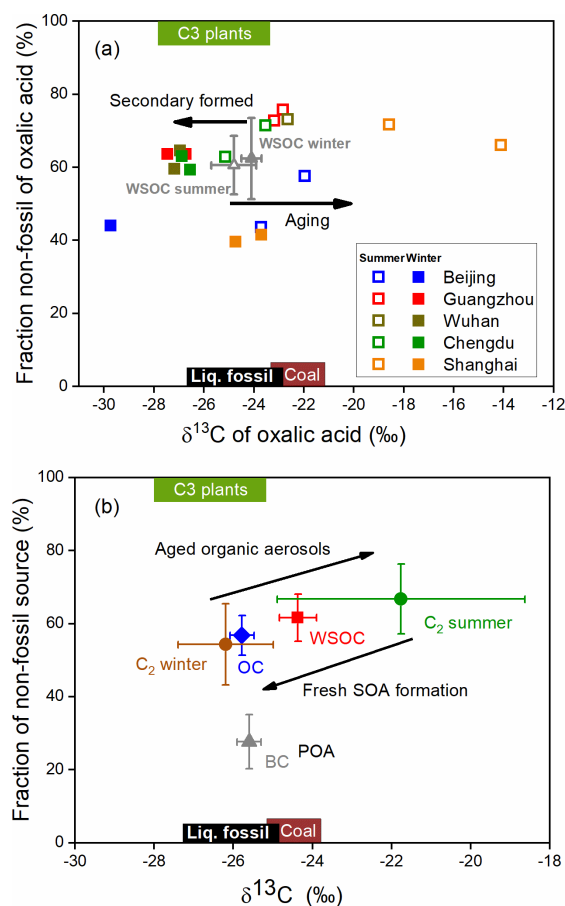 (a)
C3 plants
Secondary formed
WSOC winter
WSOC summer
Aging
Summer Winter
Beijing
Guangzhou
Wuhan
Chengdu
Shanghai
Liq. fossil
Coal
Fraction non-fossil of oxalic acid (%)
100
80
60
40
20
0
-30 -28 -26 -24 -22 -20 -18 -16 -14 -12
δ13C of oxalic acid (‰)
(b)
C3 plants
Aged organic aerosols
C2 summer
WSOC
C2 winter
OC
Fresh SOA formation
BC
POA
Liq. fossil
Coal
Fraction of non-fossil source (%)
100
80
60
40
20
0
-30 -28 -26 -24 -22 -20 -18
δ13C (‰)